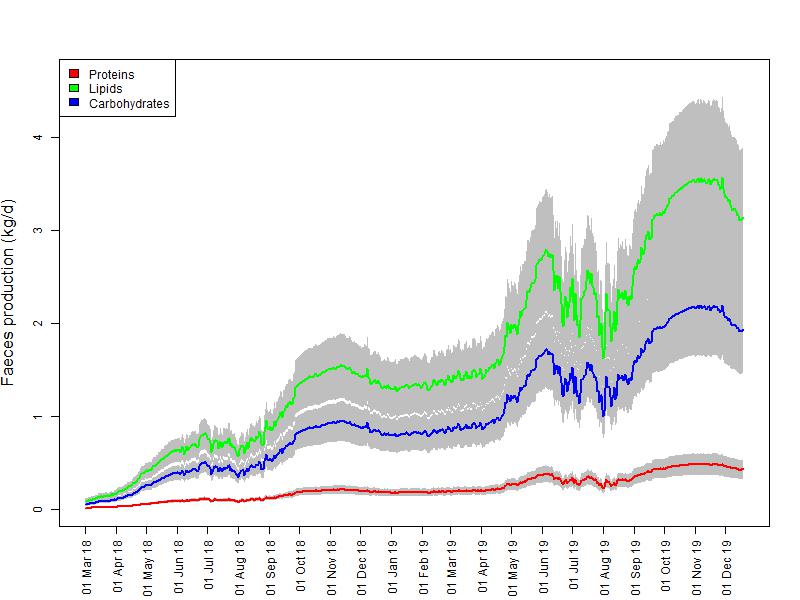 Proteins
Lipids
Carbohydrates
Faeces production (kg/d)
4
3
2
1
0
01 Mar 18
01 Apr 18
01 May 18
01 Jun 18
01 Jul 18
01 Aug 18
01 Sep 18
01 Oct 18
01 Nov 18
01 Dec 18
01 Jan 19
01 Feb 19
01 Mar 19
01 Apr 19
01 May 19
01 Jun 19
01 Jul 19
01 Aug 19
01 Sep 19
01 Oct 19
01 Nov 19
01 Dec 19